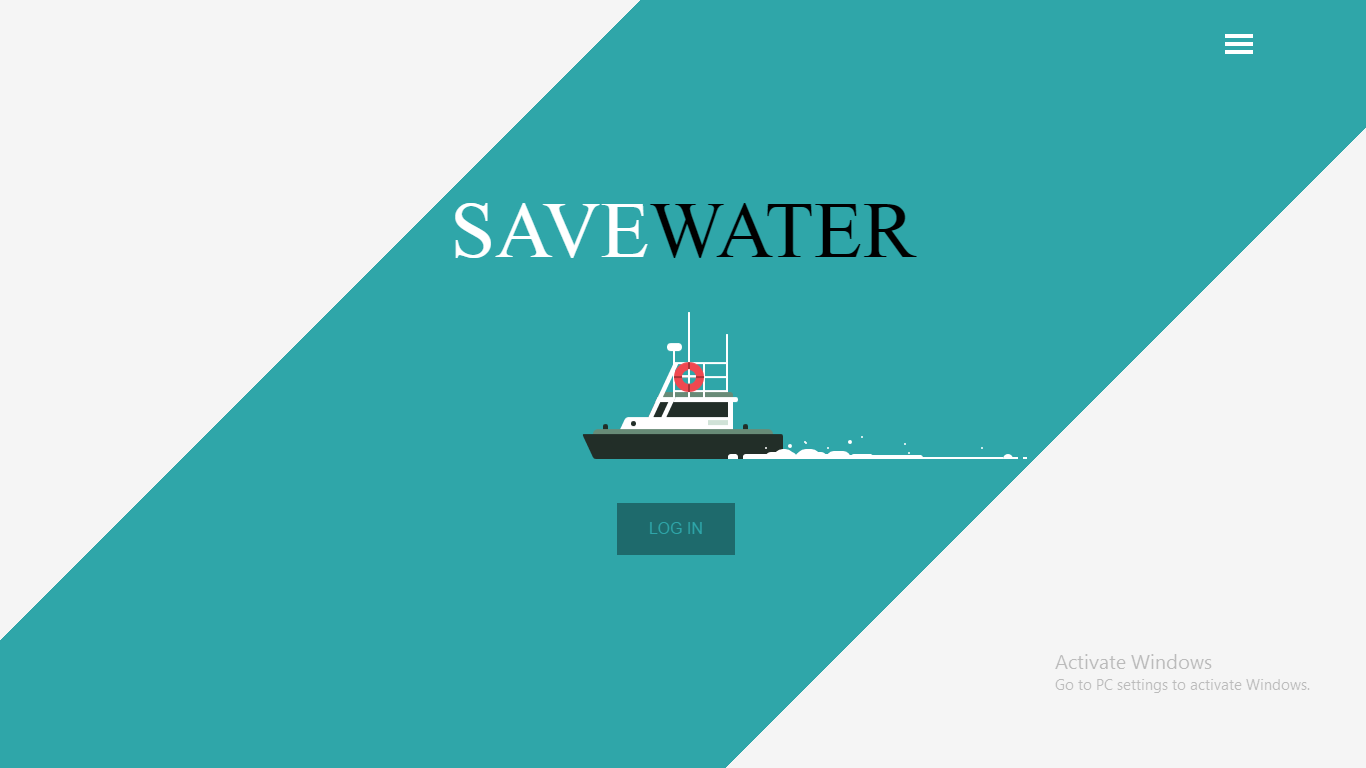 SAVEWATER
LOG IN
Activate Windows
Go to PC settings to activate Windows.